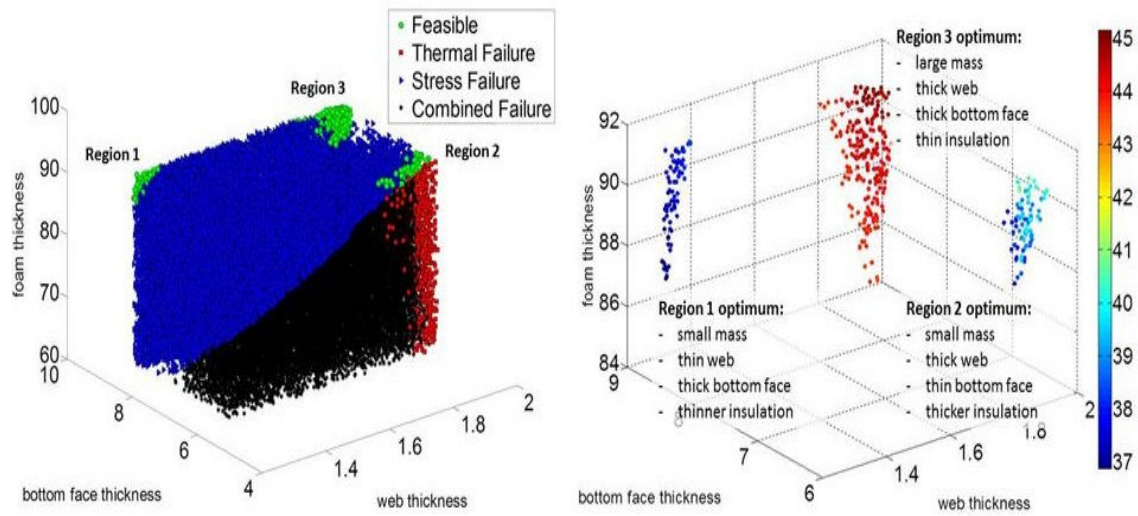 Feasible
Thermal Failure
Stress Failure
Combined Failure
Region 3
Region 1
Region 2
100
90
80
70
60
foam thickness
10
8
6
4
bottom face thickness
1.4
1.6
1.8
2
web thickness
Region 3 optimum:
- large mass
- thick web
- thick bottom face
- thin insulation
92
90
88
86
84
foam thickness
Region 1 optimum:
- small mass
- thin web
- thick bottom face
- thinner insulation
Region 2 optimum:
- small mass
- thick web
- thin bottom face
- thicker insulation
9
8
7
6
bottom face thickness
1.4
1.6
1.8
2
web thickness
45
44
43
42
41
40
39
38
37